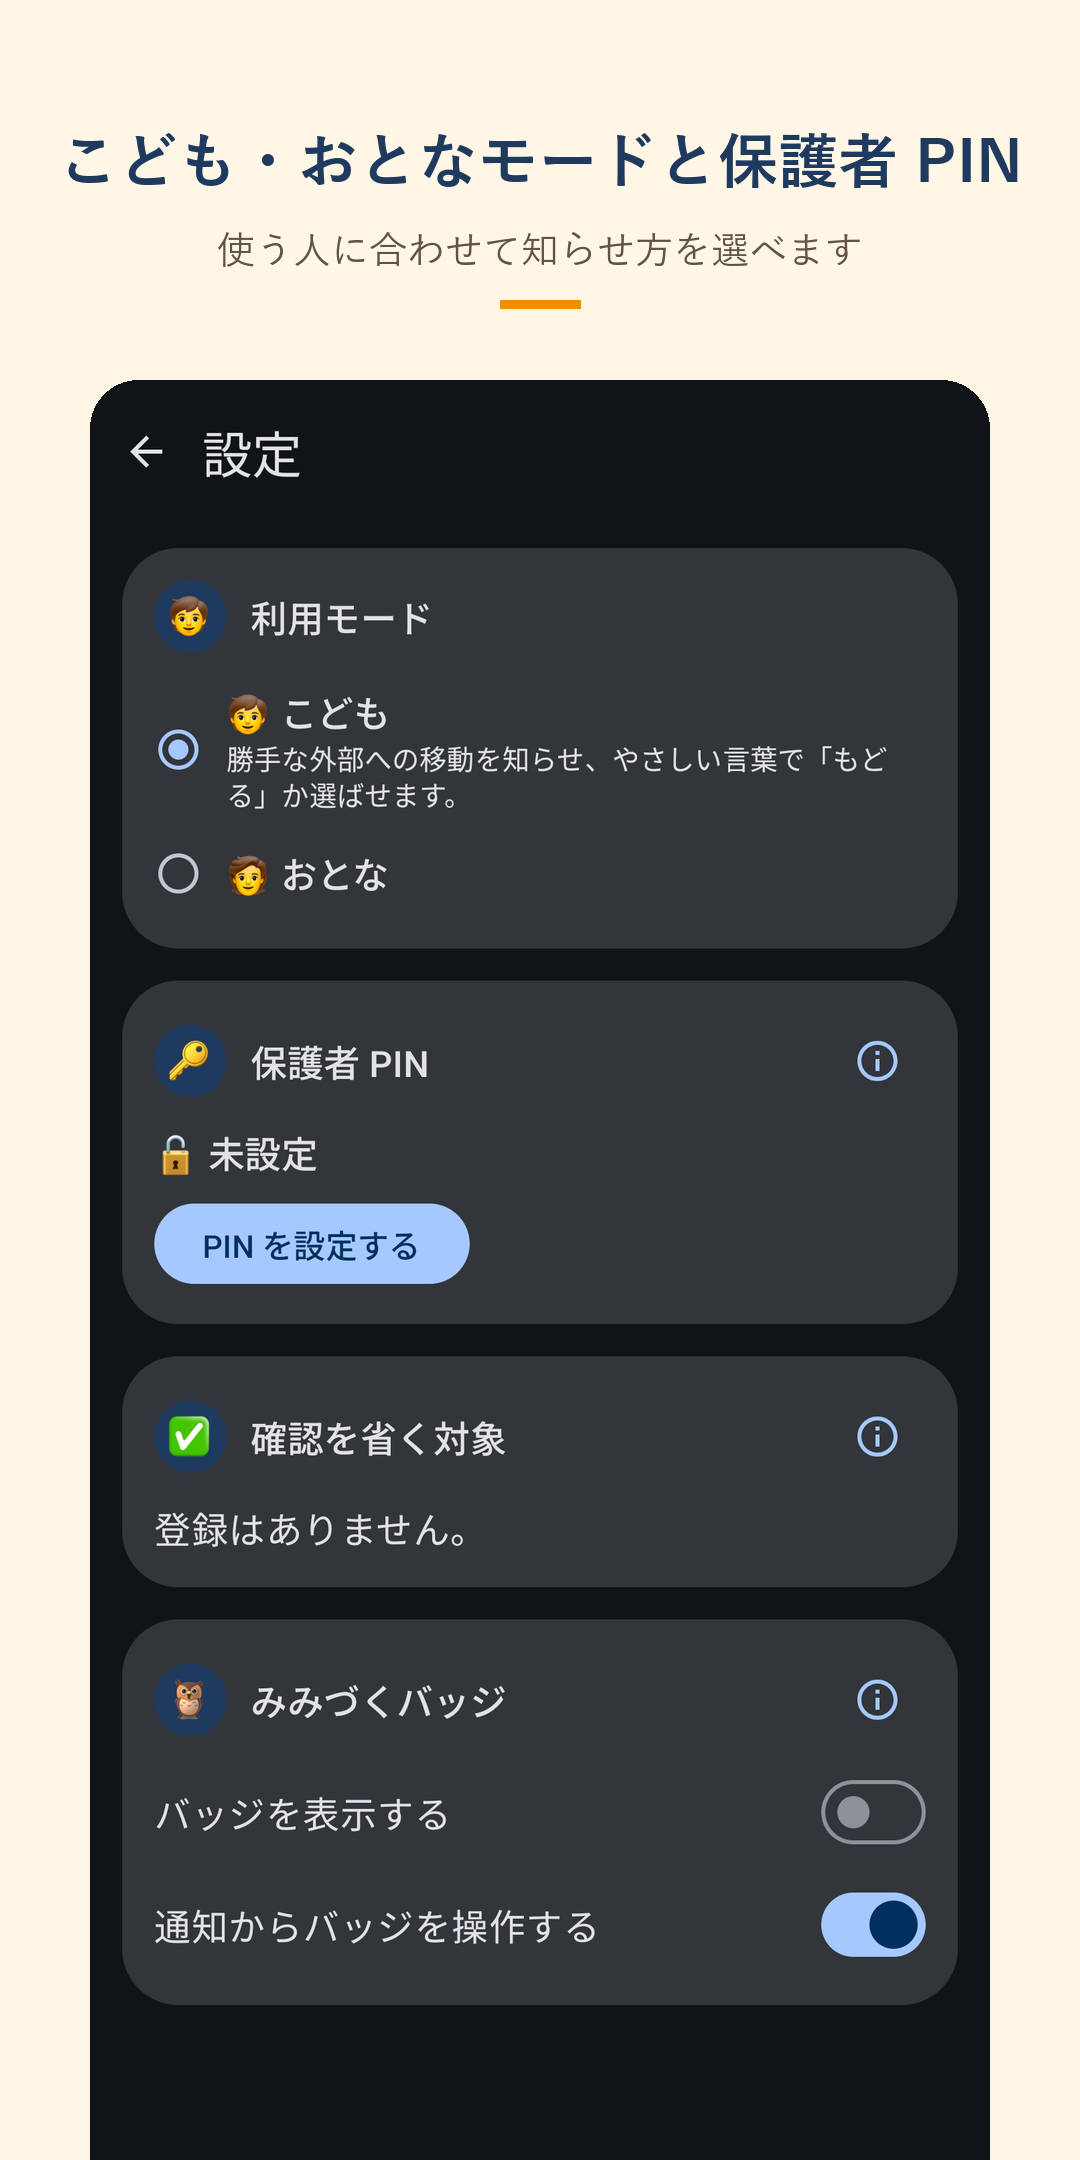 こども・おとなモードと保護者 PIN
使う人に合わせて知らせ方を選べます
設定
利用モード
こども
勝手な外部への移動を知らせ、やさしい言葉で「もど
る」か選ばせます。
おとな
保護者 PIN
未設定
PIN を設定する
確認を省く対象
登録はありません。
みみづくバッジ
バッジを表示する
通知からバッジを操作する